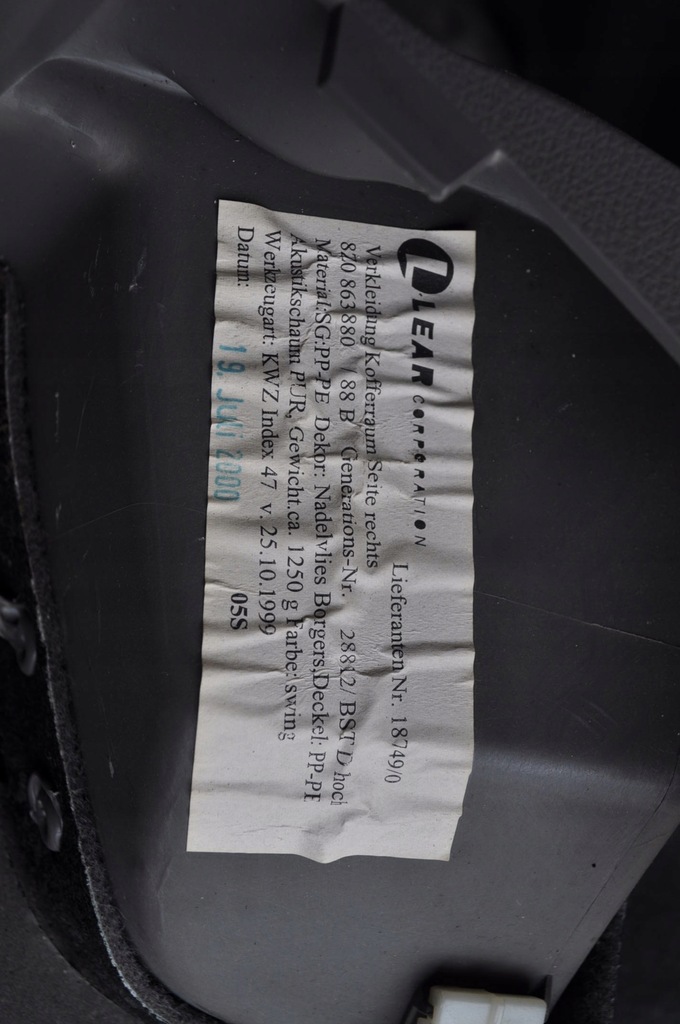 LEAR CORPORATION Lieferanten Nr. 18749/0
Verkleidung Kofferraum Seite rechts
8Z0 863 880 / 88 B Generations-Nr. 28812/ BST D hoch
Material:SG:PP-PE Dekor: Nadelvlies Borgers,Deckel: PP-PE
Akustikschaum PUR, Gewicht.ca. 1250 g Farbe: swing
Werkzeugart: KWZ Index 47 v. 25.10.1999
Datum: 19. JUNI 2000 05S